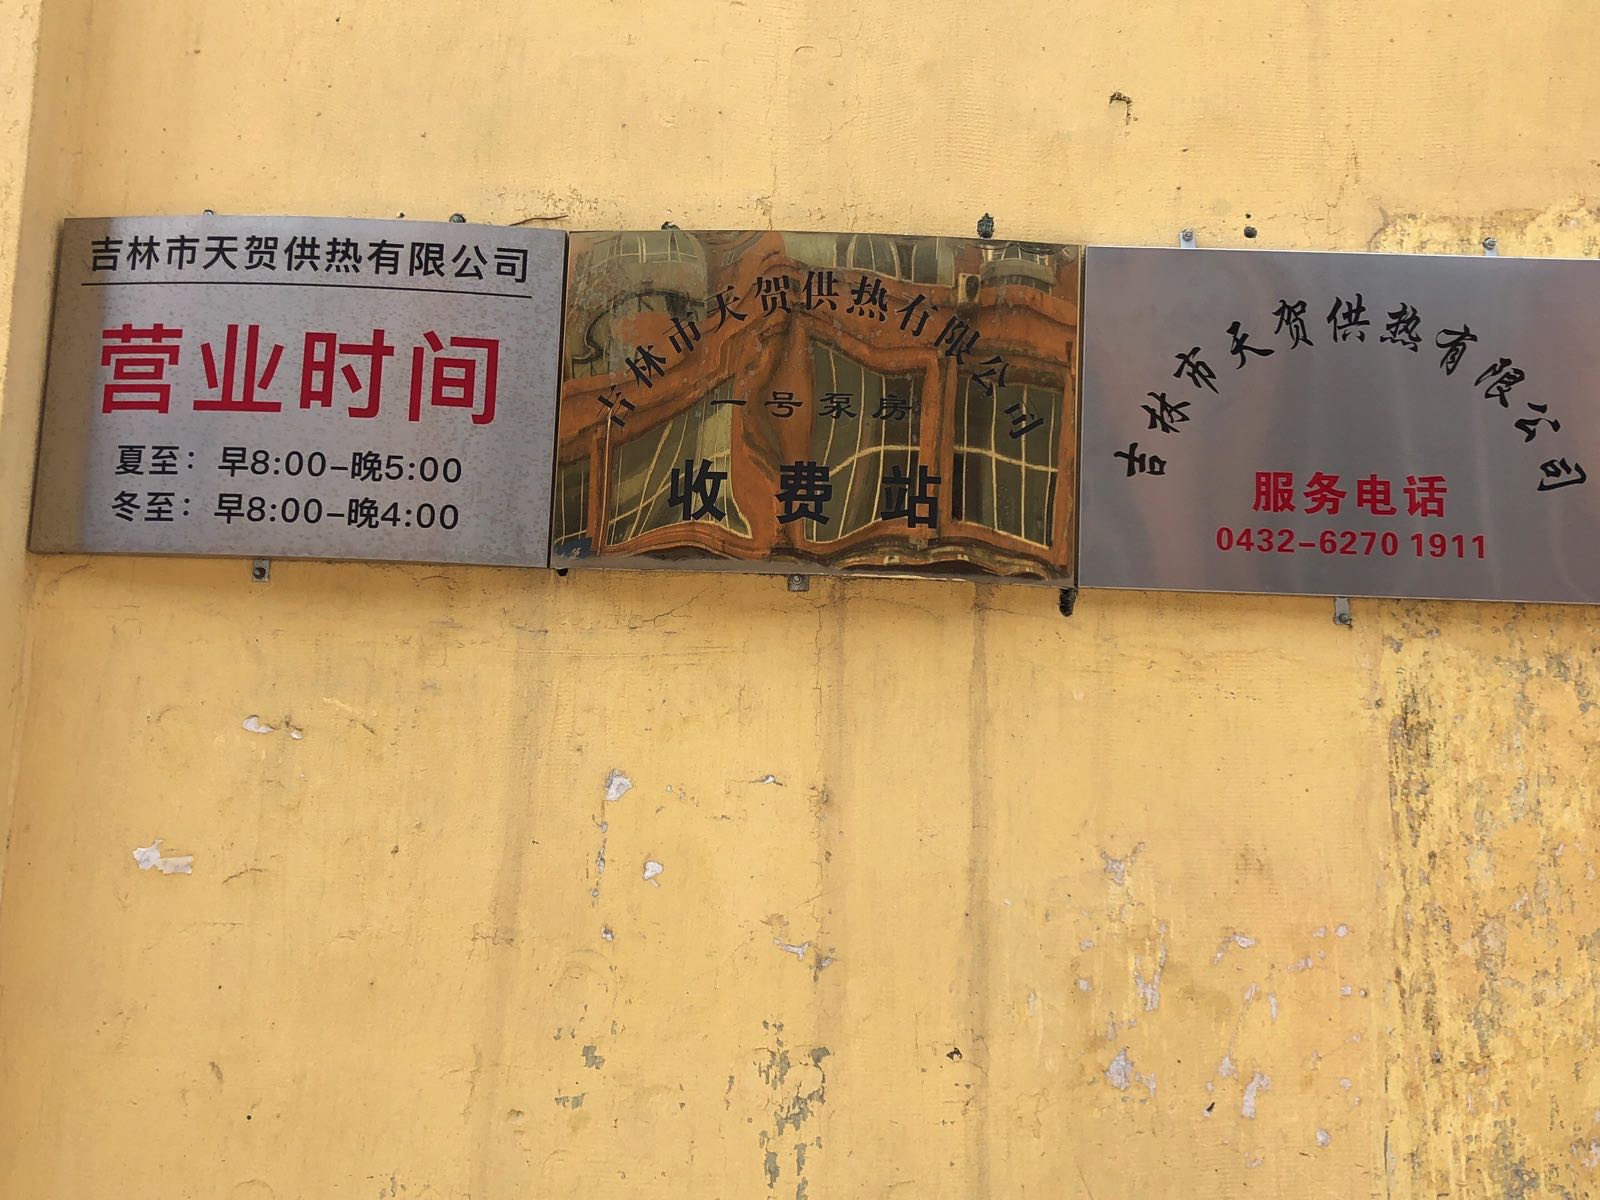 吉林市天贺供热有限公司
营业时间
夏至：早8:00-晚5:00
冬至：早8:00-晚4:00
吉林市天贺供热有限公司
一号泵房
收费站
吉林市天贺供热有限公司
服务电话
0432-6270 1911